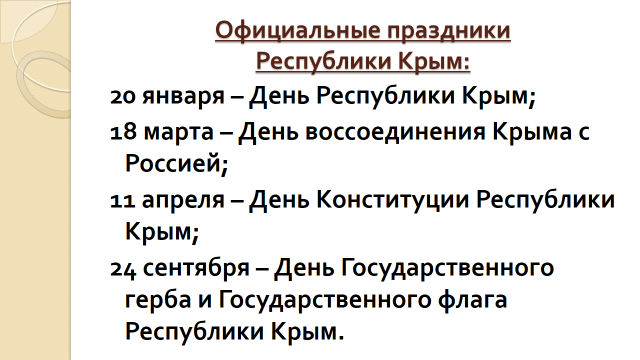 Официальные праздники
Республики Крым:
20 января – День Республики Крым;
18 марта – День воссоединения Крыма с
Россией;
11 апреля – День Конституции Республики
Крым;
24 сентября – День Государственного
герба и Государственного флага
Республики Крым.